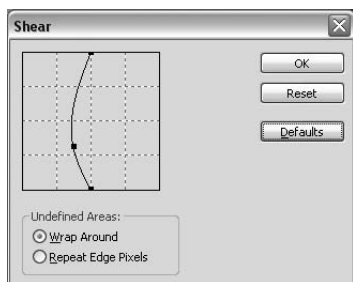 Shear
OK
Reset
Defaults
Undefined Areas:
Wrap Around
Repeat Edge Pixels